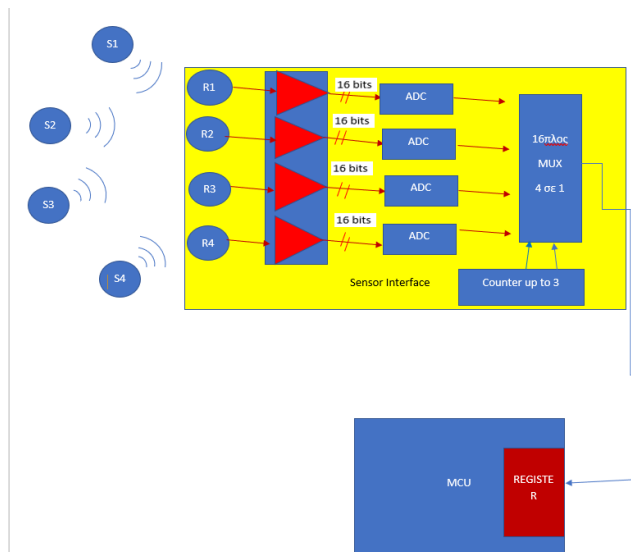 S1
S2
S3
S4
R1
R2
R3
R4
16 bits
16 bits
16 bits
16 bits
ADC
ADC
ADC
ADC
16πλος
MUX
4 σε 1
Sensor Interface
Counter up to 3
MCU
REGISTE
R